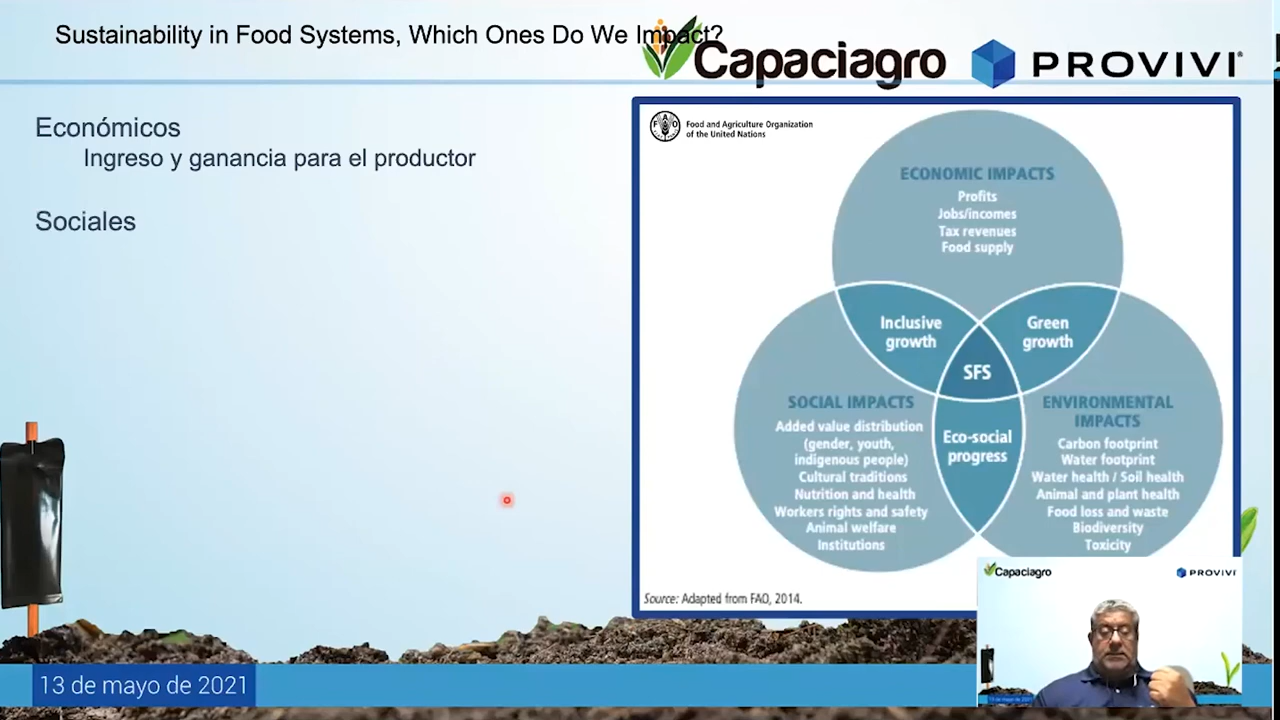 Sustainability in Food Systems, Which Ones Do We Impact?
Capaciagro
PROVIVI
Económicos
Ingreso y ganancia para el productor
Sociales
FAO
Food and Agriculture Organization
of the United Nations
ECONOMIC IMPACTS
Profits
Jobs/incomes
Tax revenues
Food supply
Inclusive
growth
Green
growth
SFS
SOCIAL IMPACTS
Added value distribution
(gender, youth,
indigenous people)
Cultural traditions
Nutrition and health
Workers rights and safety
Animal welfare
Institutions
Eco-social
progress
ENVIRONMENTAL
IMPACTS
Carbon footprint
Water footprint
Water health / Soil health
Animal and plant health
Food loss and waste
Biodiversity
Toxicity
Source: Adapted from FAO, 2014.
Capaciagro
PROVIVI
13 de mayo de 2021